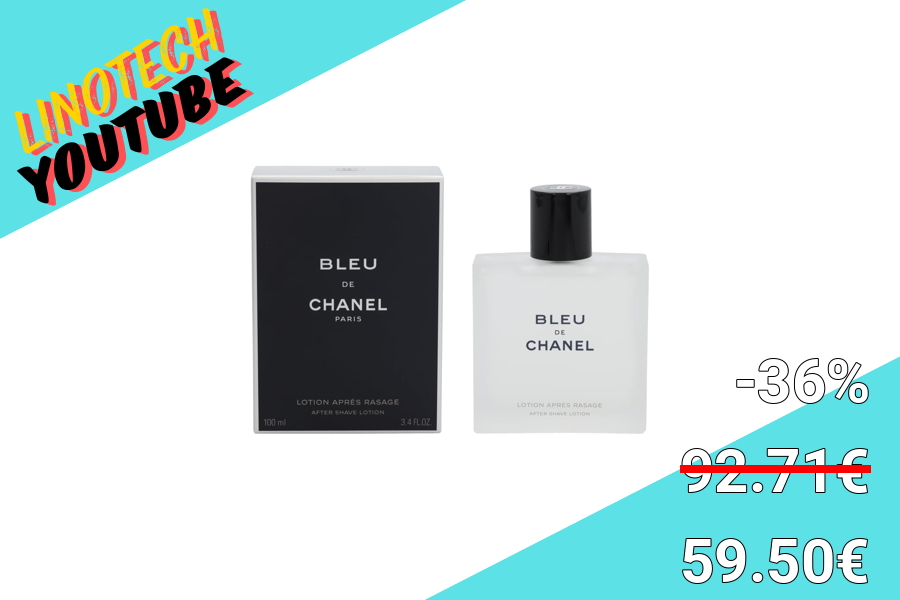 LINOTECH
YOUTUBE
BLEU
DE
CHANEL
PARIS
LOTION APRÈS RASAGE
AFTER SHAVE LOTION
100 ml
3.4 FL.OZ.
BLEU
DE
CHANEL
LOTION APRÈS RASAGE
AFTER SHAVE LOTION
-36%
92.71€
59.50€